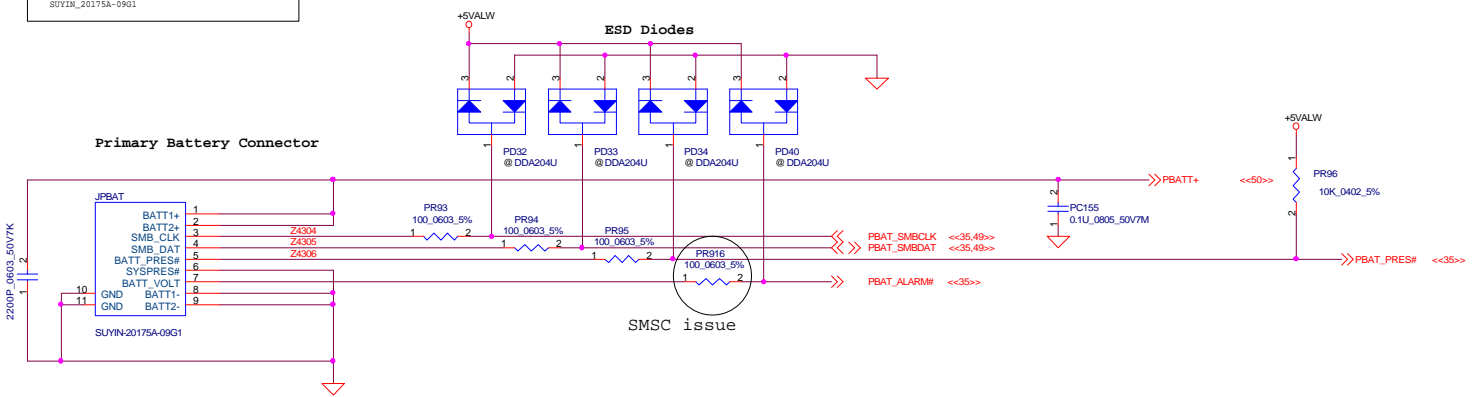 SUYIN_20175A-09G1
+5VALW
ESD Diodes
3
2
3
2
3
2
3
2
1
1
1
1
PD32
@ DDA204U
PD33
@ DDA204U
PD34
@ DDA204U
PD40
@ DDA204U
+5VALW
Primary Battery Connector
1
PR96
10K_0402_5%
2
PBATT+
<<50>>
2
PC155
0.1U_0805_50V7M
1
JPBAT
BATT1+
BATT2+
SMB_CLK
SMB_DAT
BATT_PRES#
SYSPRES#
BATT_VOLT
BATT1-
BATT2-
1
2
3
4
5
6
7
8
9
10
GND
11
GND
SUYIN-20175A-09G1
2200P_0603_50V7K
2
1
Z4304
Z4305
Z4306
PR93
100_0603_5%
1
2
PR94
100_0603_5%
1
2
PR95
100_0603_5%
1
2
PR916
100_0603_5%
1
2
SMSC issue
PBAT_SMBCLK <<35,49>>
PBAT_SMBDAT <<35,49>>
PBAT_PRES# <<35>>
PBAT_ALARM# <<35>>